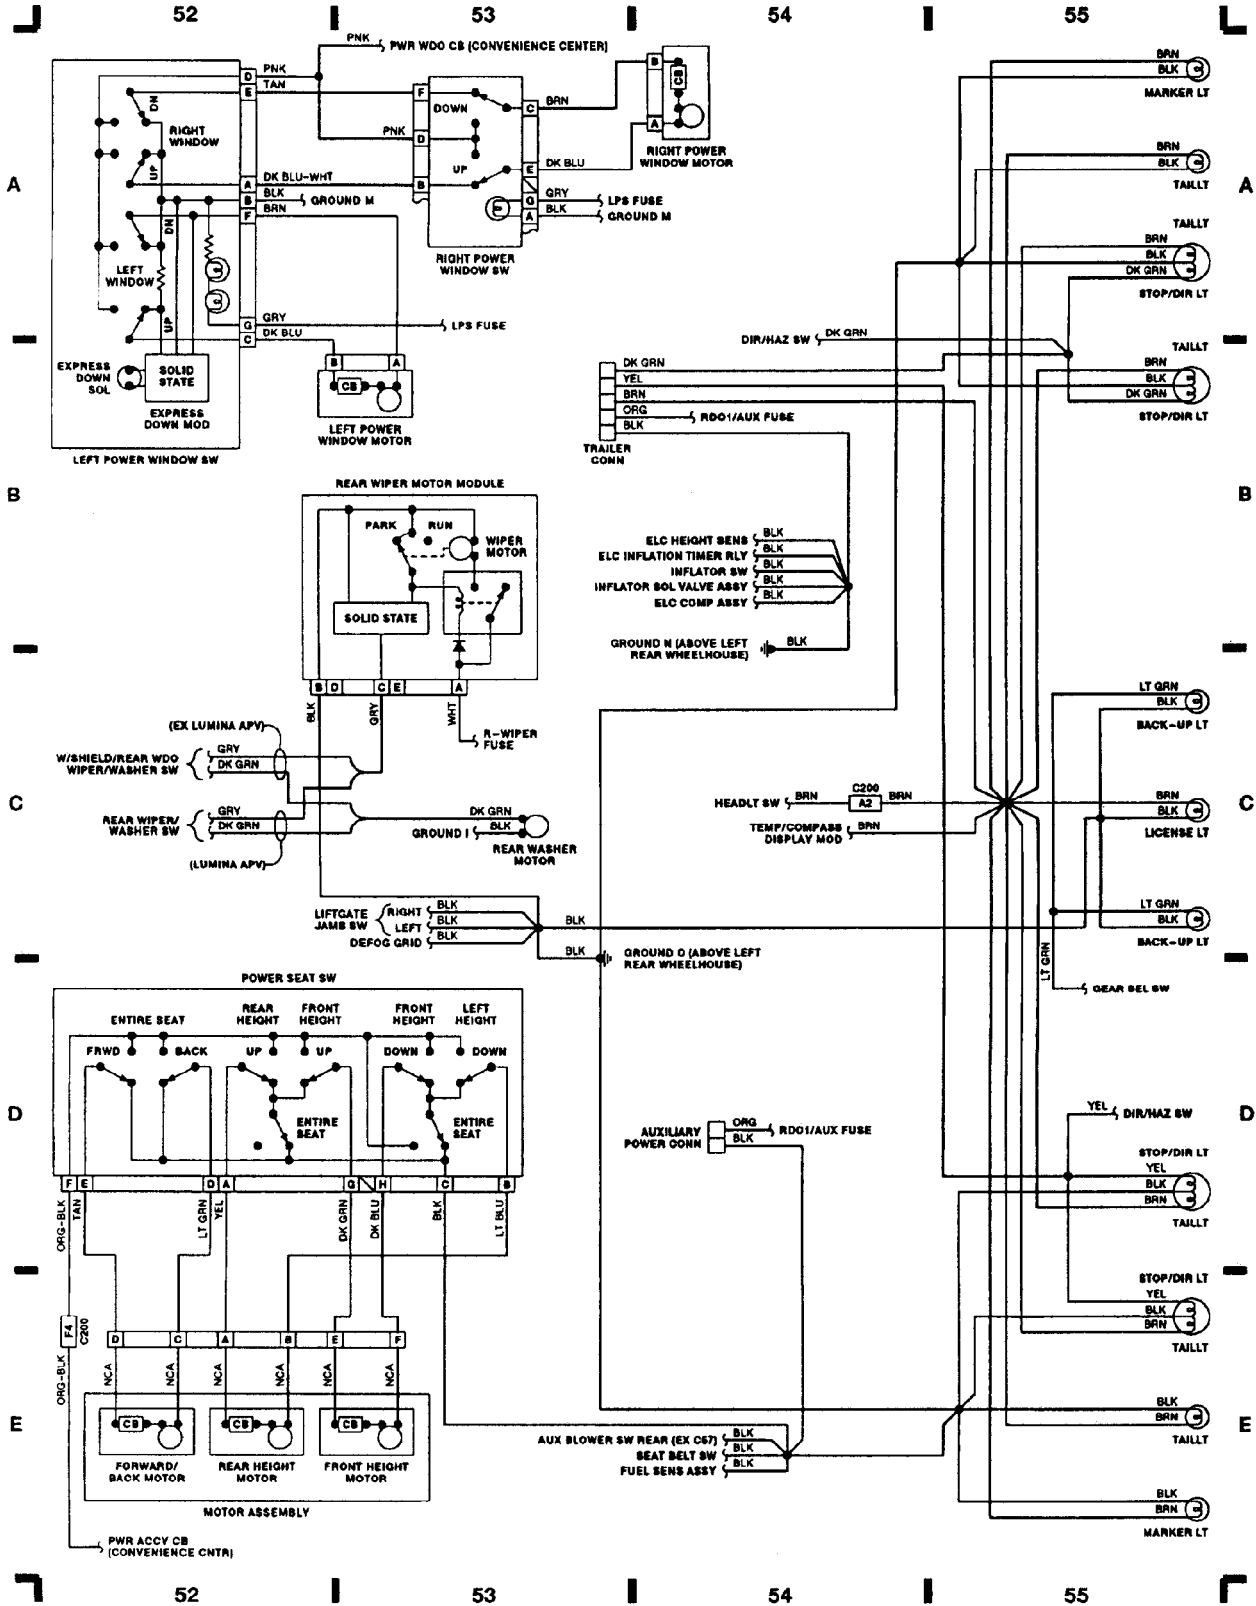 52 53 54 55
PNK PWR WDO CB (CONVENIENCE CENTER)
D PNK
E TAN
DN
RIGHT
WINDOW
UP
A DK BLU-WHT
B BLK GROUND M
F BRN
DN
LEFT
WINDOW
UP
G GRY LPS FUSE
C DK BLU
EXPRESS
DOWN
SOL
SOLID
STATE
EXPRESS
DOWN MOD
LEFT POWER WINDOW SW
B A
CB
LEFT POWER
WINDOW MOTOR
F
DOWN
PNK D
UP
B
C BRN
E DK BLU
G GRY LPS FUSE
A BLK GROUND M
RIGHT POWER
WINDOW SW
B
CB
A
RIGHT POWER
WINDOW MOTOR
A A
BRN
BLK
MARKER LT
BRN
BLK
TAILLT
TAILLT
BRN
BLK
DK GRN
STOP/DIR LT
DIR/HAZ SW DK GRN
TAILLT
BRN
BLK
DK GRN
STOP/DIR LT
DK GRN
YEL
BRN
ORG RDO1/AUX FUSE
BLK
TRAILER
CONN
B B
REAR WIPER MOTOR MODULE
PARK RUN
WIPER
MOTOR
SOLID STATE
B D C E A
BLK GRY WHT
R-WIPER
FUSE
ELC HEIGHT SENS BLK
ELC INFLATION TIMER RLY BLK
INFLATOR SW BLK
INFLATOR SOL VALVE ASSY BLK
ELC COMP ASSY BLK
GROUND N (ABOVE LEFT
REAR WHEELHOUSE) BLK
(EX LUMINA APV)
W/SHIELD/REAR WDO
WIPER/WASHER SW
GRY
DK GRN
C C
REAR WIPER/
WASHER SW
GRY
DK GRN
(LUMINA APV)
DK GRN
GROUND I BLK
REAR WASHER
MOTOR
LT GRN
BLK
BACK-UP LT
HEADLT SW BRN C200 A2 BRN
BRN
BLK
LICENSE LT
TEMP/COMPASS
DISPLAY MOD BRN
LIFTGATE
JAMB SW
RIGHT BLK
LEFT BLK
DEFOG GRID BLK
BLK
BLK
GROUND O (ABOVE LEFT
REAR WHEELHOUSE)
LT GRN
BLK
BACK-UP LT
LT GRN
GEAR SEL SW
POWER SEAT SW
ENTIRE SEAT
REAR
HEIGHT
FRONT
HEIGHT
FRONT
HEIGHT
LEFT
HEIGHT
FRWD BACK UP UP DOWN DOWN
D D
ENTIRE
SEAT
ENTIRE
SEAT
F E D A G H C B
ORG-BLK TAN LT GRN YEL DK GRN DK BLU BLK LT BLU
AUXILIARY
POWER CONN
ORG RDO1/AUX FUSE
BLK
YEL DIR/HAZ SW
STOP/DIR LT
YEL
BLK
BRN
TAILLT
STOP/DIR LT
YEL
BLK
BRN
TAILLT
F4 C200
D C A B E F
ORG-BLK NCA NCA NCA NCA NCA NCA
E E
CB CB CB
FORWARD/
BACK MOTOR
REAR HEIGHT
MOTOR
FRONT HEIGHT
MOTOR
MOTOR ASSEMBLY
PWR ACCY CB
(CONVENIENCE CNTR)
AUX BLOWER SW REAR (EX C67) BLK
SEAT BELT SW BLK
FUEL SENS ASSY BLK
BLK
BRN
TAILLT
BLK
BRN
MARKER LT
52 53 54 55